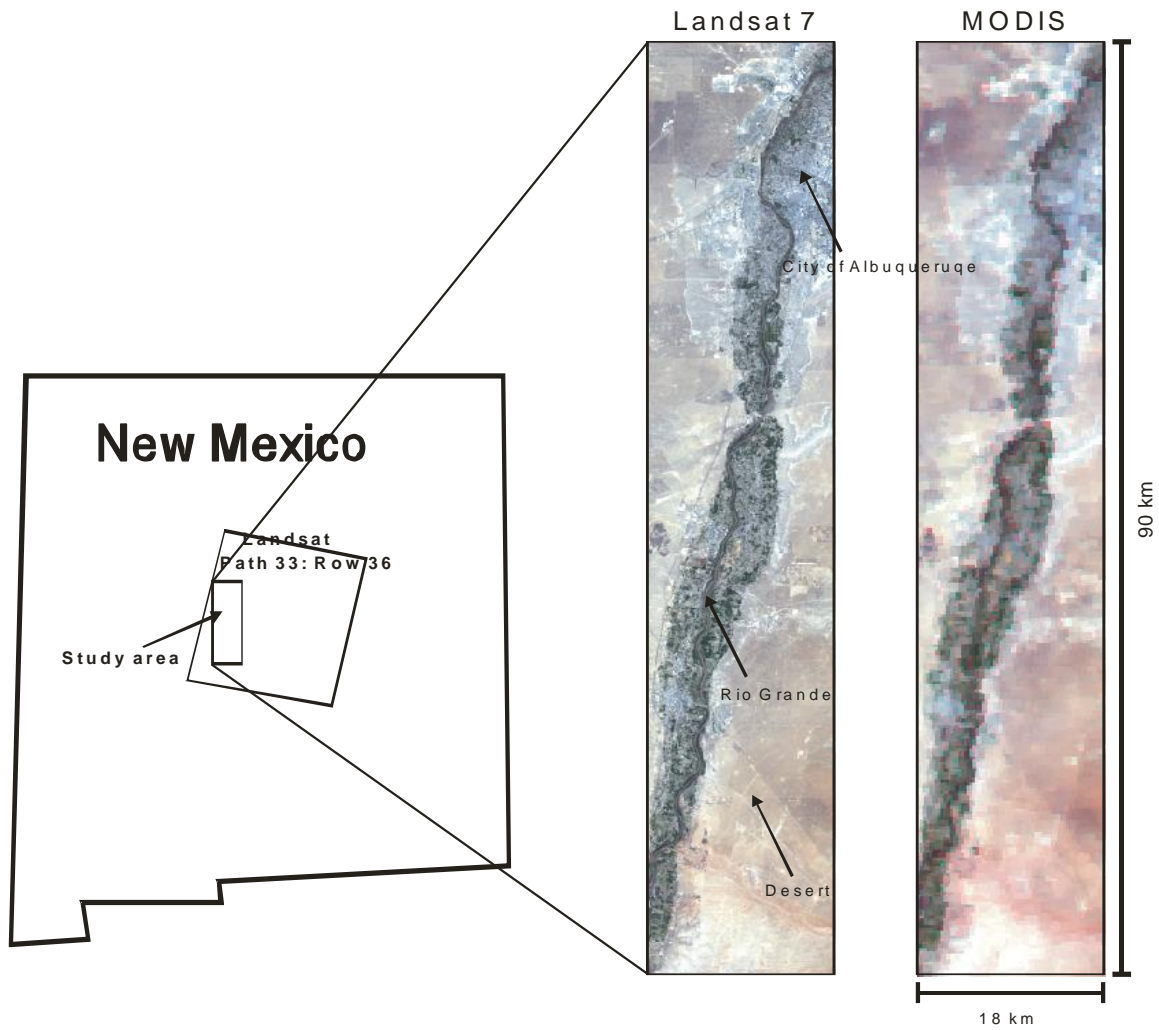 Landsat 7
MODIS
City of Albuqueruqe
New Mexico
Landsat
Path 33: Row 36
Study area
Rio Grande
Desert
90 km
18 km